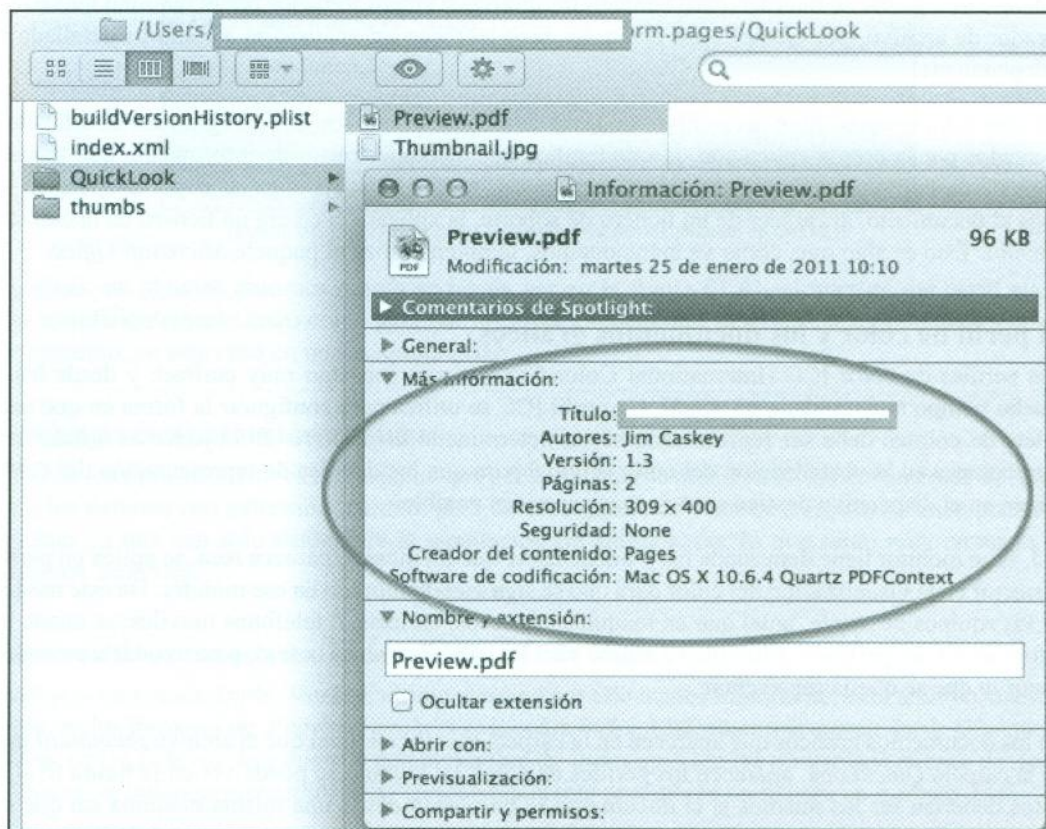 /Users/ orm.pages/QuickLook
buildVersionHistory.plist
index.xml
QuickLook
thumbs
Preview.pdf
Thumbnail.jpg
Información: Preview.pdf
Preview.pdf 96 KB
Modificación: martes 25 de enero de 2011 10:10
Comentarios de Spotlight:
General:
Más información:
Título:
Autores: Jim Caskey
Versión: 1.3
Páginas: 2
Resolución: 309 × 400
Seguridad: None
Creador del contenido: Pages
Software de codificación: Mac OS X 10.6.4 Quartz PDFContext
Nombre y extensión:
Preview.pdf
Ocultar extensión
Abrir con:
Previsualización:
Compartir y permisos: